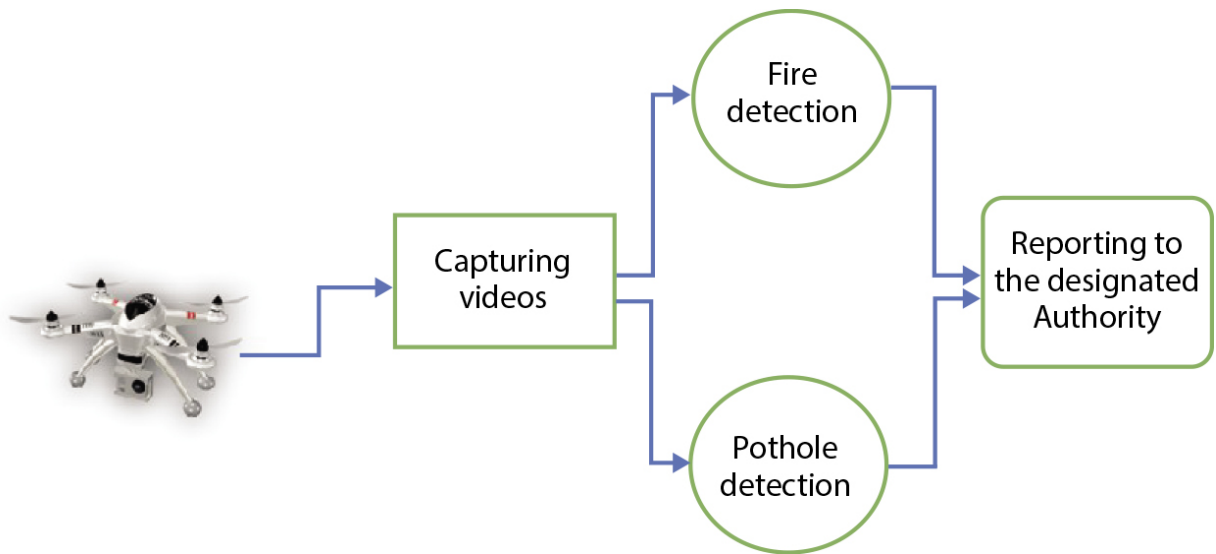 Fire
detection
Capturing
videos
Reporting to
the designated
Authority
Pothole
detection